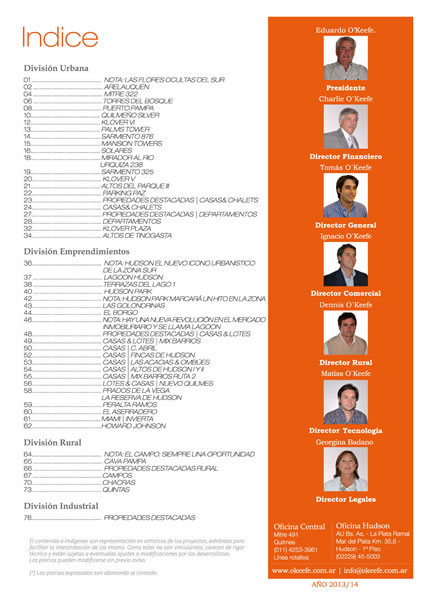 Indice
División Urbana
01 NOTA: LAS FLORES OCULTAS DEL SUR
02 ARELAUQUEN
04 MITRE 322
06 TORRES DEL BOSQUE
08 PUERTO PAMPA
10 QUILMEÑO SILVER
12 KLOVER VI
13 PALMS TOWER
14 SARMIENTO 876
15 MANSION TOWERS
16 SOLARES
18 MIRADOR AL RIO
URQUIZA 238
19 SARMIENTO 325
20 KLOVER V
21 ALTOS DEL PARQUE III
22 PARKING PAZ
23 PROPIEDADES DESTACADAS | CASAS& CHALETS
24 CASAS& CHALETS
27 PROPIEDADES DESTACADAS | DEPARTAMENTOS
28 DEPARTAMENTOS
32 KLOVER PLAZA
34 ALTOS DE TINOGASTA
División Emprendimientos
36 NOTA: HUDSON EL NUEVO ICONO URBANISTICO
DE LA ZONA SUR
37 LAGOON HUDSON
38 TERRAZAS DEL LAGO 1
40 HUDSON PARK
42 NOTA: HUDSON PARK MARCARÁ UN HITO EN LA ZONA
43 LAS GOLONDRINAS
44 EL BORGO
46 NOTA: HAY UNA NUEVA REVOLUCIÓN EN EL MERCADO
INMOBILIARIO Y SE LLAMA LAGOON
48 PROPIEDADES DESTACADAS | CASAS & LOTES
49 CASAS & LOTES | MIX BARRIOS
50 CASAS | C. ABRIL
52 CASAS | FINCAS DE HUDSON
53 CASAS | LAS ACACIAS & OMBÚES
54 CASAS | ALTOS DE HUDSON I Y II
55 CASAS | MIX BARRIOS RUTA 2
56 LOTES & CASAS | NUEVO QUILMES
58 PRADOS DE LA VEGA
LA RESERVA DE HUDSON
59 PERALTA RAMOS
60 EL ASERRADERO
61 MIAMI | INVERTA
62 HOWARD JOHNSON
División Rural
64 NOTA: EL CAMPO: SIEMPRE UNA OPORTUNIDAD
65 CAVA PAMPA
66 PROPIEDADES DESTACADAS RURAL
67 CAMPOS
70 CHACRAS
73 QUINTAS
División Industrial
76 PROPIEDADES DESTACADAS
El contenido e imágenes son representación en artísticas de los proyectos, exhibidas para
facilitar la interpretación de los mismos. Como tales no son vinculantes, carecen de rigor
técnico y están sujetas a eventuales ajustes o modificaciones por los desarrollistas.
Los precios pueden modificarse sin previo aviso.
Eduardo O'Keefe.
Presidente
Charlie O´Keefe
Director Financiero
Tomás O´Keefe
Director General
Ignacio O´Keefe
Director Comercial
Dennis O´Keefe
Director Rural
Matías O´Keefe
Director Tecnología
Georgina Badano
Director Legales
Oficina Central
Mitre 491
Quilmes
(011) 4253-3961
Linea rotativa
Oficina Hudson
AU Bs. As. - La Plata Ramal
Mar del Plata Km. 35.6 -
Hudson - 1º Piso
(02229) 45-5003
www.okeefe.com.ar | info@okeefe.com.ar
AÑO 2013/14